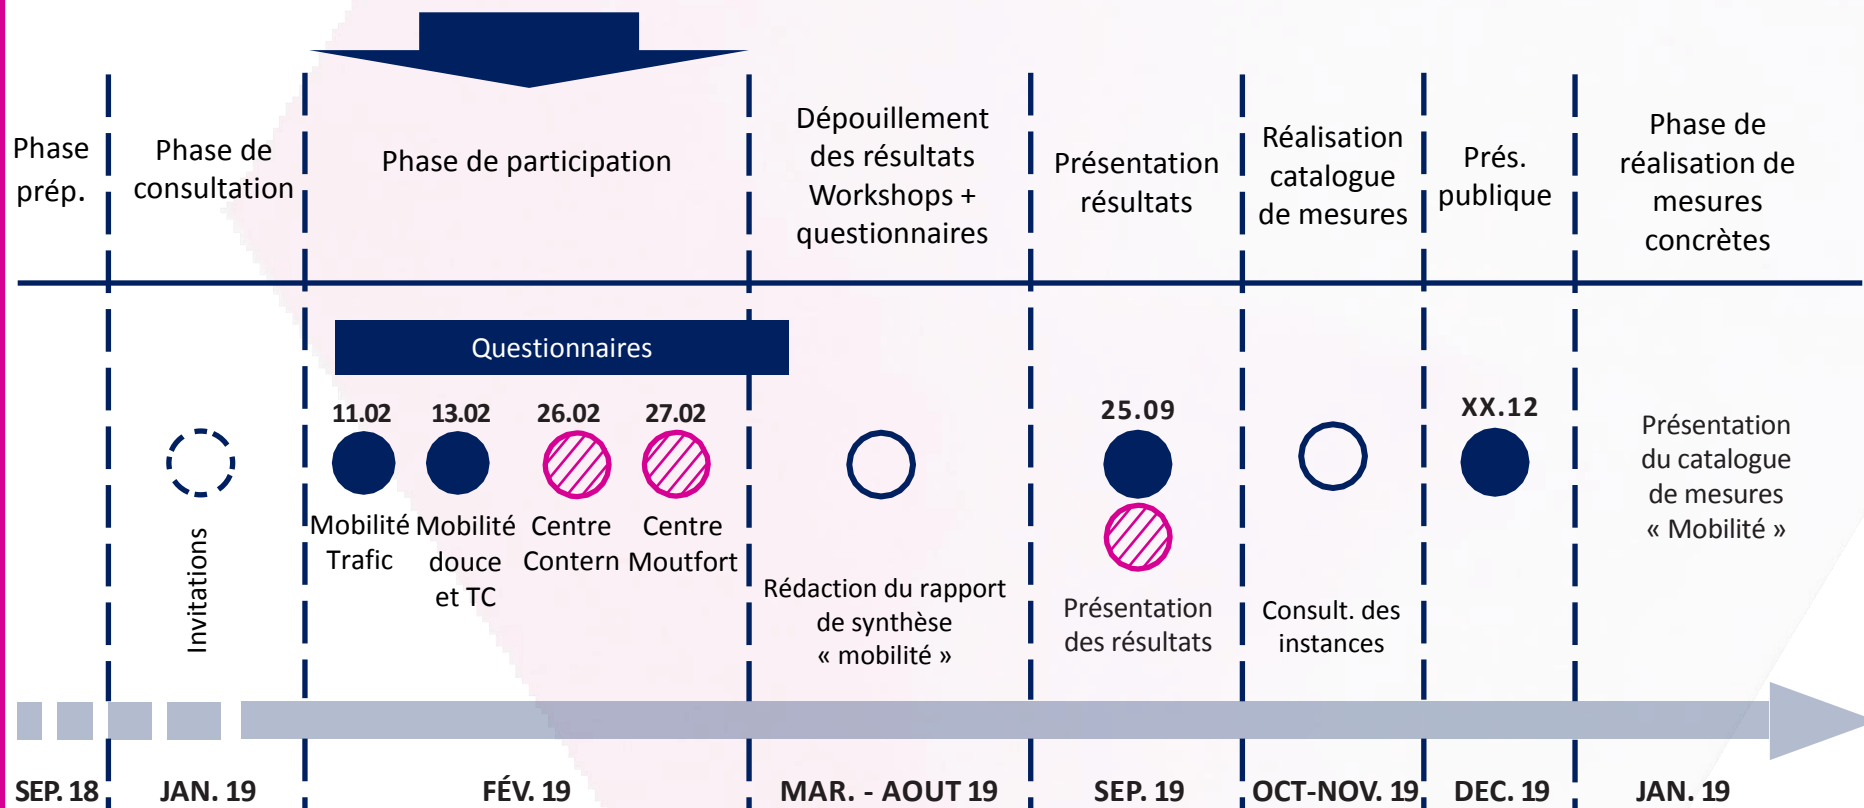 Phase
prép.
Phase de
consultation
Phase de participation
Dépouillement
des résultats
Workshops +
questionnaires
Présentation
résultats
Réalisation
catalogue
de mesures
Prés.
publique
Phase de
réalisation de
mesures
concrètes
Questionnaires
11.02
13.02
26.02
27.02
25.09
XX.12
Invitations
Mobilité
Trafic
Mobilité
douce
et TC
Centre
Contern
Centre
Moutfort
Rédaction du rapport
de synthèse
« mobilité »
Présentation
des résultats
Consult. des
instances
Présentation
du catalogue
de mesures
« Mobilité »
SEP. 18
JAN. 19
FÉV. 19
MAR. - AOUT 19
SEP. 19
OCT-NOV. 19
DEC. 19
JAN. 19